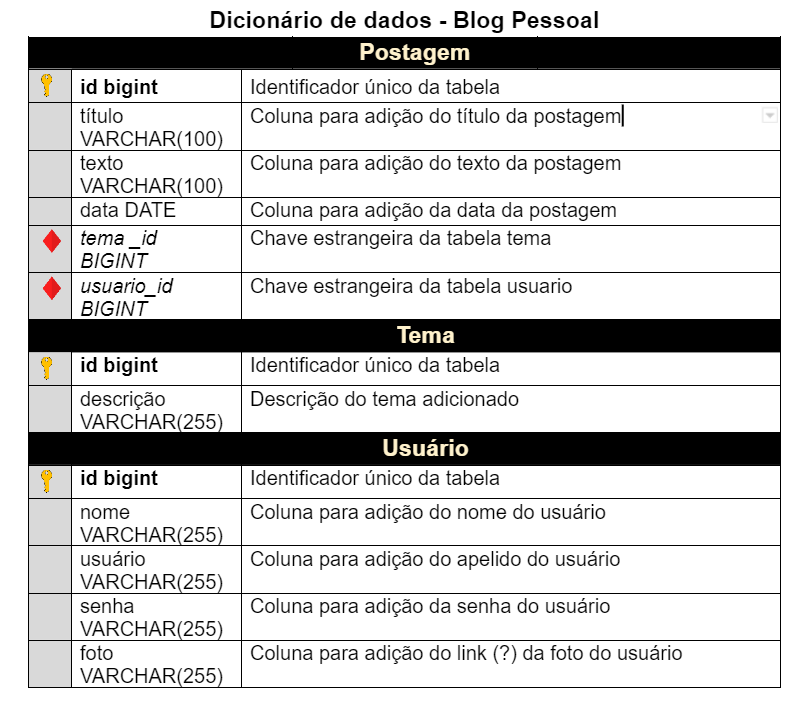 Dicionário de dados - Blog Pessoal
Postagem
id bigint
Identificador único da tabela
título
VARCHAR(100)
Coluna para adição do título da postagem
texto
VARCHAR(100)
Coluna para adição do texto da postagem
data DATE
Coluna para adição da data da postagem
tema _id
BIGINT
Chave estrangeira da tabela tema
usuario_id
BIGINT
Chave estrangeira da tabela usuario
Tema
id bigint
Identificador único da tabela
descrição
VARCHAR(255)
Descrição do tema adicionado
Usuário
id bigint
Identificador único da tabela
nome
VARCHAR(255)
Coluna para adição do nome do usuário
usuário
VARCHAR(255)
Coluna para adição do apelido do usuário
senha
VARCHAR(255)
Coluna para adição da senha do usuário
foto
VARCHAR(255)
Coluna para adição do link (?) da foto do usuário